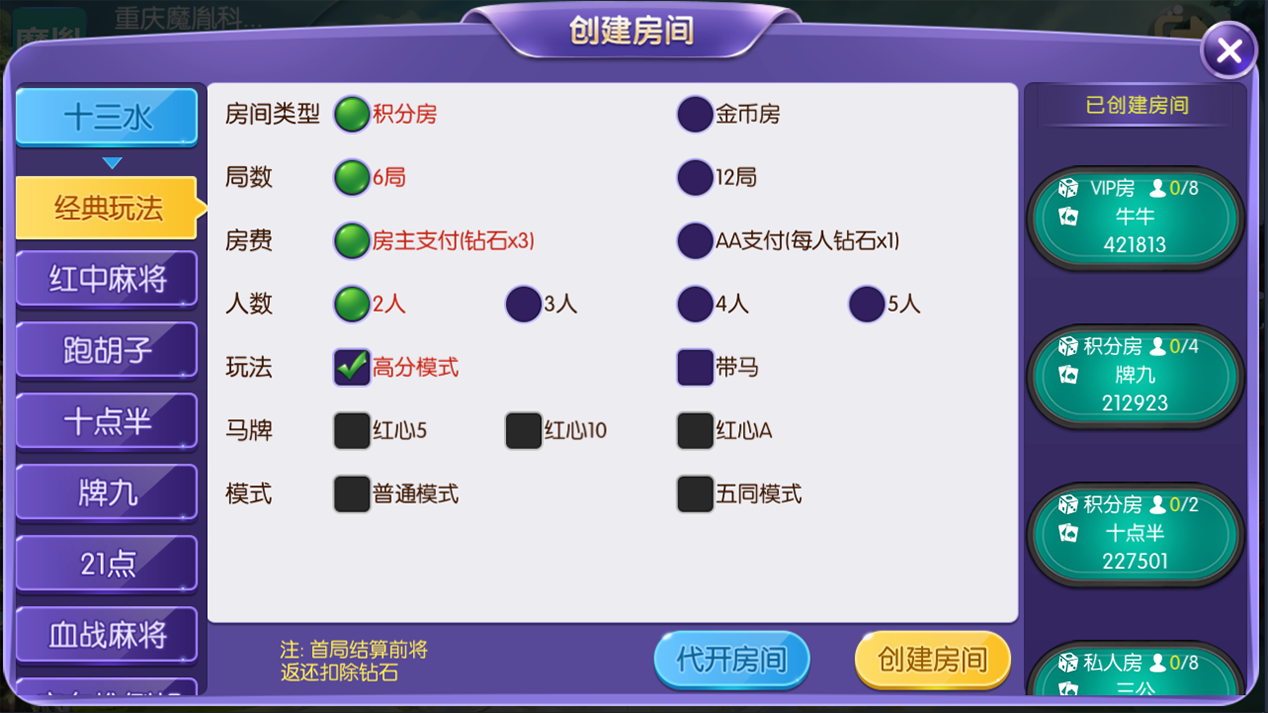 重庆魔胤科...
创建房间
十三水
经典玩法
红中麻将
跑胡子
十点半
牌九
21点
血战麻将
房间类型 积分房 金币房
局数 6局 12局
房费 房主支付(钻石x3) AA支付(每人钻石x1)
人数 2人 3人 4人 5人
玩法 高分模式 带马
马牌 红心5 红心10 红心A
模式 普通模式 五同模式
注: 首局结算前将
返还扣除钻石
代开房间
创建房间
已创建房间
VIP房 0/8
牛牛
421813
积分房 0/4
牌九
212923
积分房 0/2
十点半
227501
私人房 0/8
三公